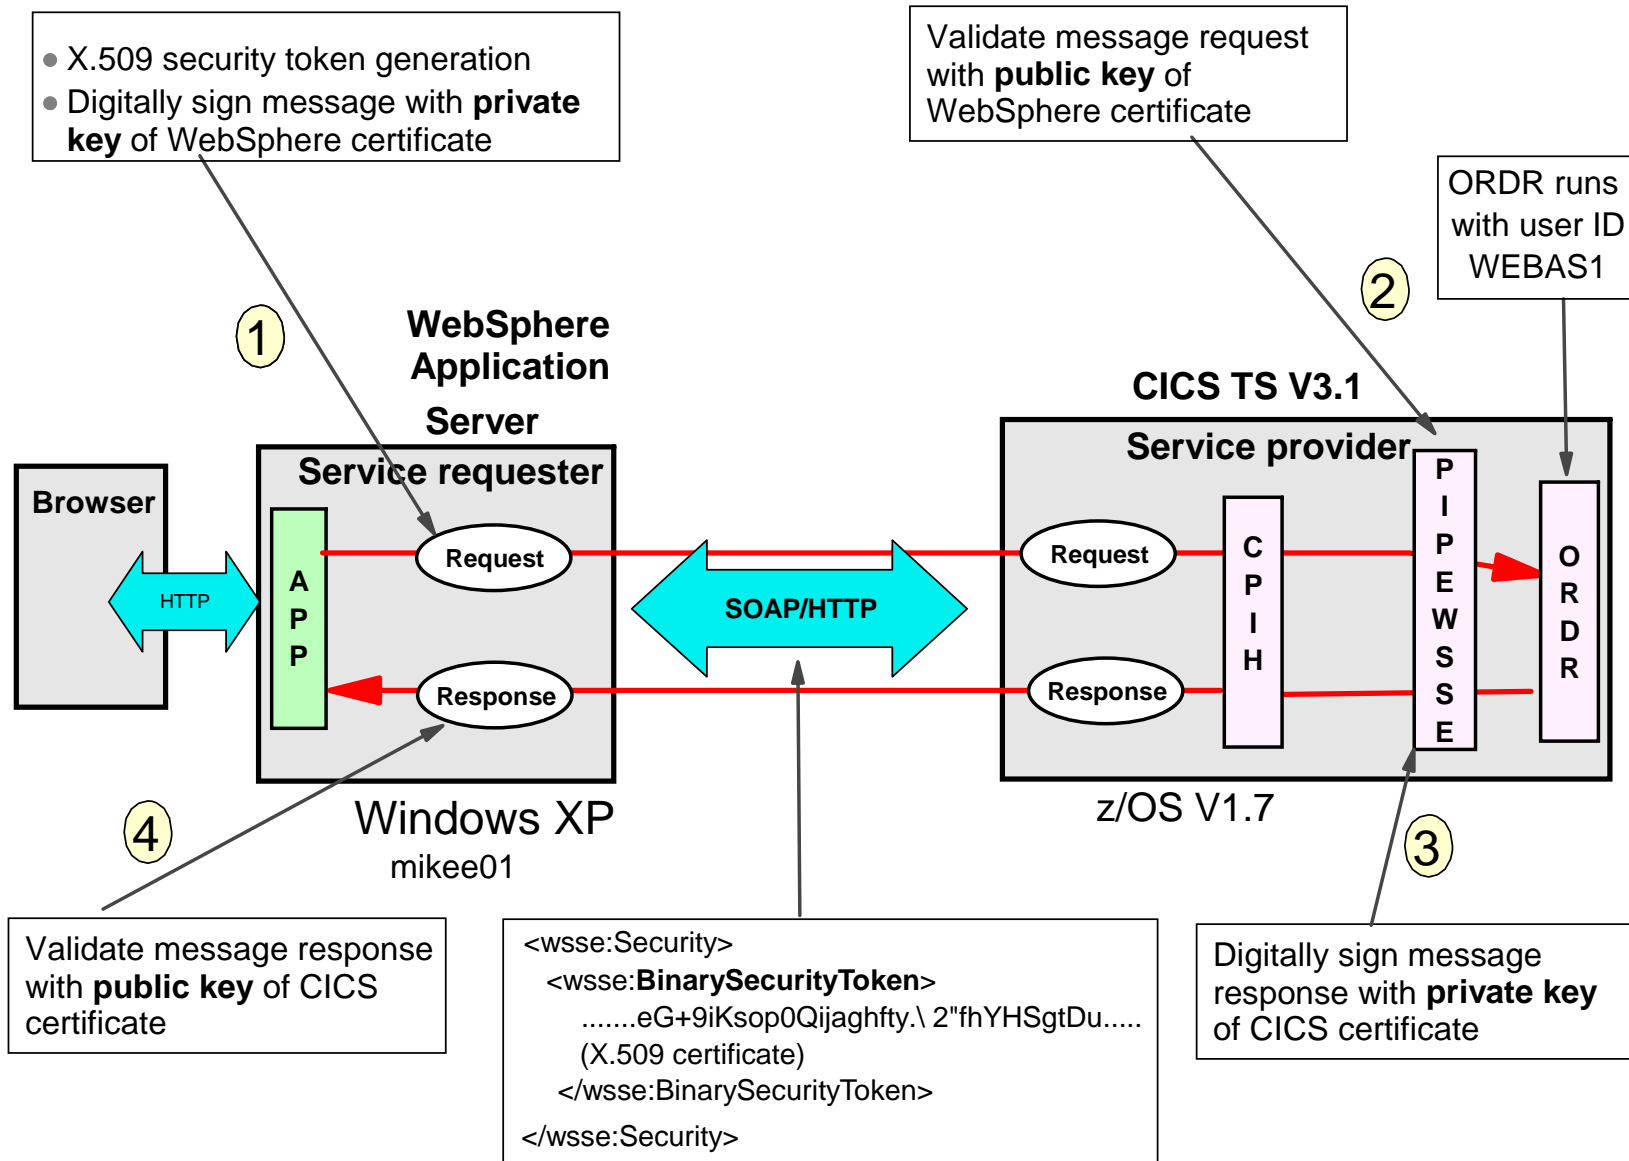 X.509 security token generation
Digitally sign message with private
key of WebSphere certificate
Validate message request
with public key of
WebSphere certificate
ORDR runs
with user ID
WEBAS1
1
2
WebSphere
Application
Server
CICS TS V3.1
Service requester
Service provider
Browser
HTTP
APP
Request
Response
SOAP/HTTP
Request
Response
CPIH
PIPEWSSE
ORDR
Windows XP
mikee01
z/OS V1.7
4
3
Validate message response
with public key of CICS
certificate
<wsse:Security>
<wsse:BinarySecurityToken>
.......eG+9iKsop0Qijaghfty.\ 2"fhYHSgtDu.....
(X.509 certificate)
</wsse:BinarySecurityToken>
</wsse:Security>
Digitally sign message
response with private key
of CICS certificate